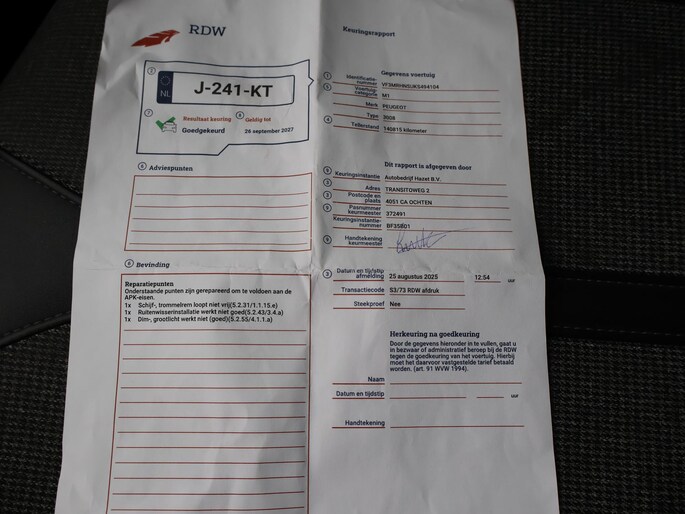 RDW
Keuringsrapport
NL
J-241-KT
Resultaat keuring
Goedgekeurd
Geldig tot
26 september 2027
Adviespunten
Bevinding
Reparatiepunten
Onderstaande punten zijn gerepareerd om te voldoen aan de
APK-eisen.
1x Schijf-, trommelrem loopt niet vrij(5.2.31/1.1.15.e)
1x Ruitenwisserinstallatie werkt niet goed(5.2.43/3.4.a)
1x Dim-, grootlicht werkt niet (goed)(5.2.55/4.1.1.a)
Gegevens voertuig
Identificatie-
nummer
Voertuig-
categorie M1
Merk PEUGEOT
Type 3008
Tellerstand 140815 kilometer
Dit rapport is afgegeven door
Keuringsinstantie Autobedrijf Hazet B.V.
Adres TRANSITOWEG 2
Postcode en
plaats 4051 CA OCHTEN
Pasnummer
keurmeester 372491
Keuringsinstantie-
nummer
Handtekening
keurmeester
Datum en tijdstip
afmelding 25 augustus 2025 12:54 uur
Transactiecode S3/73 RDW afdruk
Steekproef Nee
Herkeuring na goedkeuring
Door de gegevens hieronder in te vullen, gaat u
in bezwaar of administratief beroep bij de RDW
tegen de goedkeuring van het voertuig. Hierbij
moet het daarvoor vastgestelde tarief betaald
worden. (art. 91 WVW 1994).
Naam
Datum en tijdstip uur
Handtekening